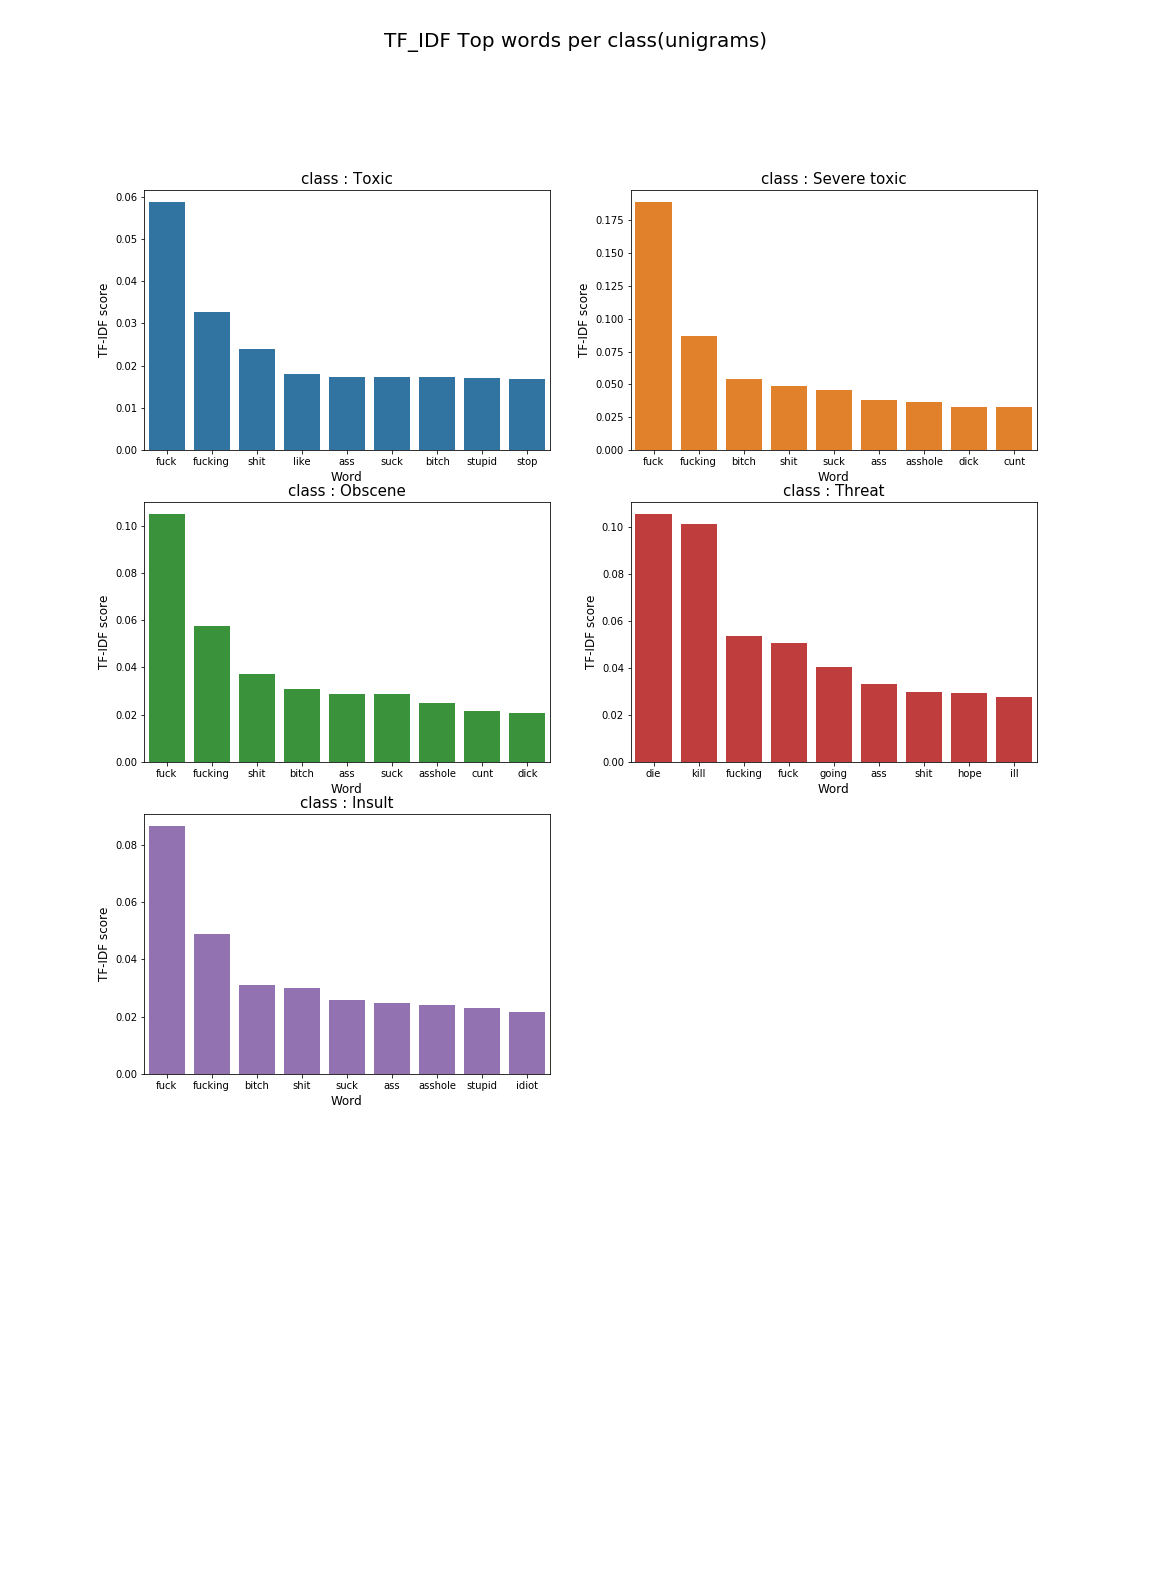 TF_IDF Top words per class(unigrams)
class : Toxic
TF-IDF score
0.06
0.05
0.04
0.03
0.02
0.01
0.00
fuck fucking shit like ass suck bitch stupid stop
Word
class : Severe toxic
TF-IDF score
0.175
0.150
0.125
0.100
0.075
0.050
0.025
0.000
fuck fucking bitch shit suck ass asshole dick cunt
Word
class : Obscene
TF-IDF score
0.10
0.08
0.06
0.04
0.02
0.00
fuck fucking shit bitch ass suck asshole cunt dick
Word
class : Threat
TF-IDF score
0.10
0.08
0.06
0.04
0.02
0.00
die kill fucking fuck going ass shit hope ill
Word
class : Insult
TF-IDF score
0.08
0.06
0.04
0.02
0.00
fuck fucking bitch shit suck ass asshole stupid idiot
Word